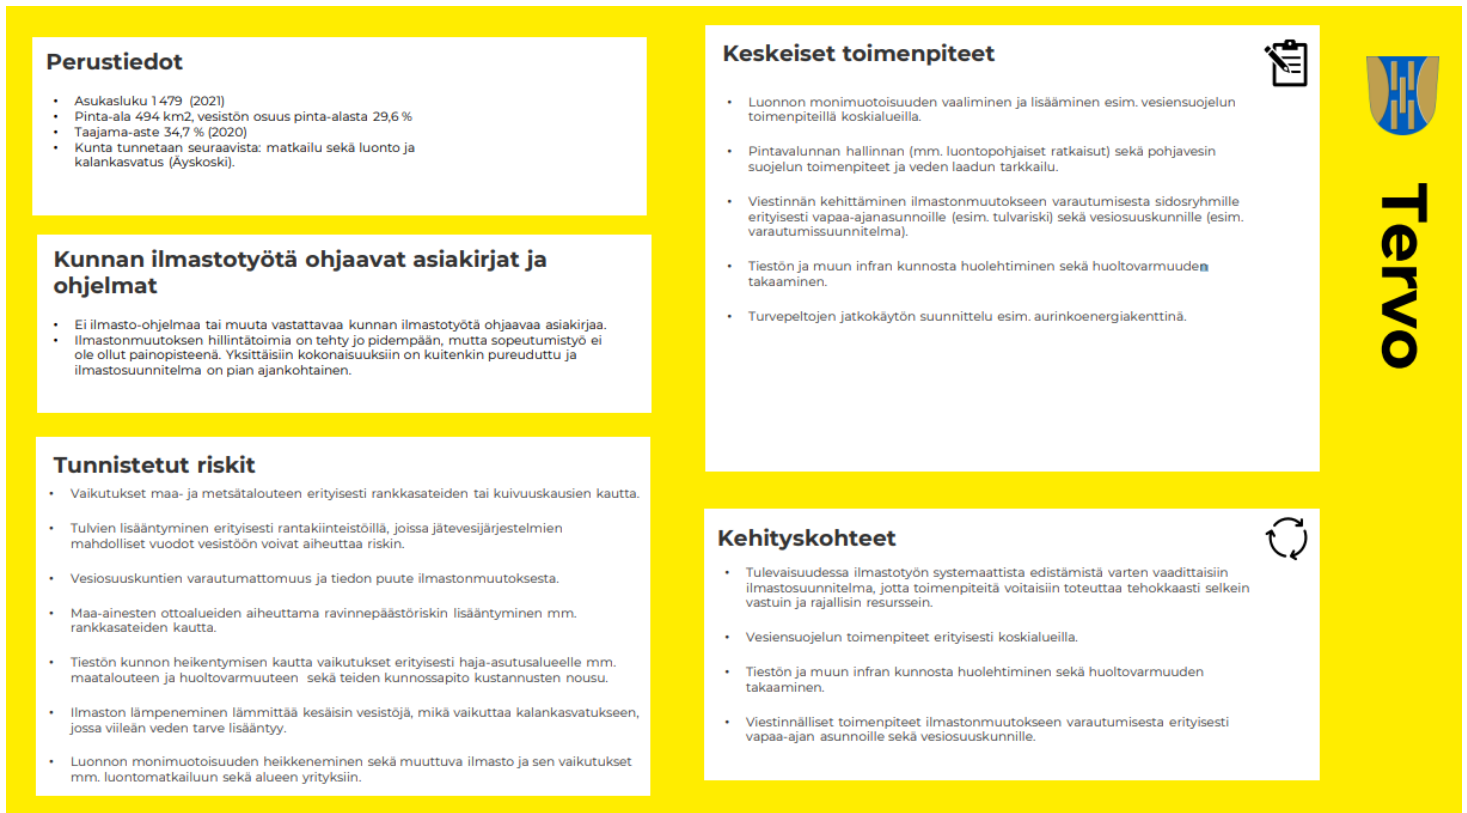 Perustiedot
• Asukasluku 1 479 (2021)
• Pinta-ala 494 km2, vesistön osuus pinta-alasta 29,6 %
• Taajama-aste 34,7 % (2020)
• Kunta tunnetaan seuraavista: matkailu sekä luonto ja
kalankasvatus (Äyskoski).
Kunnan ilmastotyötä ohjaavat asiakirjat ja
ohjelmat
• Ei ilmasto-ohjelmaa tai muuta vastattavaa kunnan ilmastotyötä ohjaavaa asiakirjaa.
• Ilmastonmuutoksen hillintätoimia on tehty jo pidempään, mutta sopeutumistyö ei
ole ollut painopisteenä. Yksittäisiin kokonaisuuksiin on kuitenkin pureuduttu ja
ilmastosuunnitelma on pian ajankohtainen.
Tunnistetut riskit
• Vaikutukset maa- ja metsätalouteen erityisesti rankkasateiden tai kuivuuskausien kautta.
• Tulvien lisääntyminen erityisesti rantakiinteistöillä, joissa jätevesijärjestelmien
mahdolliset vuodot vesistöön voivat aiheuttaa riskin.
• Vesiosuuskuntien varautumattomuus ja tiedon puute ilmastonmuutoksesta.
• Maa-ainesten ottoalueiden aiheuttama ravinnepäästöriskin lisääntyminen mm.
rankkasateiden kautta.
• Tiestön kunnon heikentymisen kautta vaikutukset erityisesti haja-asutusalueelle mm.
maatalouteen ja huoltovarmuuteen sekä teiden kunnossapito kustannusten nousu.
• Ilmaston lämpeneminen lämmittää kesäisin vesistöjä, mikä vaikuttaa kalankasvatukseen,
jossa viileän veden tarve lisääntyy.
• Luonnon monimuotoisuuden heikkeneminen sekä muuttuva ilmasto ja sen vaikutukset
mm. luontomatkailuun sekä alueen yrityksiin.
Keskeiset toimenpiteet
• Luonnon monimuotoisuuden vaaliminen ja lisääminen esim. vesiensuojelun
toimenpiteillä koskialueilla.
• Pintavalunnan hallinnan (mm. luontopohjaiset ratkaisut) sekä pohjavesin
suojelun toimenpiteet ja veden laadun tarkkailu.
• Viestinnän kehittäminen ilmastonmuutokseen varautumisesta sidosryhmille
erityisesti vapaa-ajanasunnoille (esim. tulvariski) sekä vesiosuuskunnille (esim.
varautumissuunnitelma).
• Tiestön ja muun infran kunnosta huolehtiminen sekä huoltovarmuuden
takaaminen.
• Turvepeltojen jatkokäytön suunnittelu esim. aurinkoenergiakenttinä.
Kehityskohteet
• Tulevaisuudessa ilmastotyön systemaattista edistämistä varten vaadittaisiin
ilmastosuunnitelma, jotta toimenpiteitä voitaisiin toteuttaa tehokkaasti selkein
vastuin ja rajallisin resurssein.
• Vesiensuojelun toimenpiteet erityisesti koskialueilla.
• Tiestön ja muun infran kunnosta huolehtiminen sekä huoltovarmuuden
takaaminen.
• Viestinnälliset toimenpiteet ilmastonmuutokseen varautumisesta erityisesti
vapaa-ajan asunnoille sekä vesiosuuskunnille.
Tervo